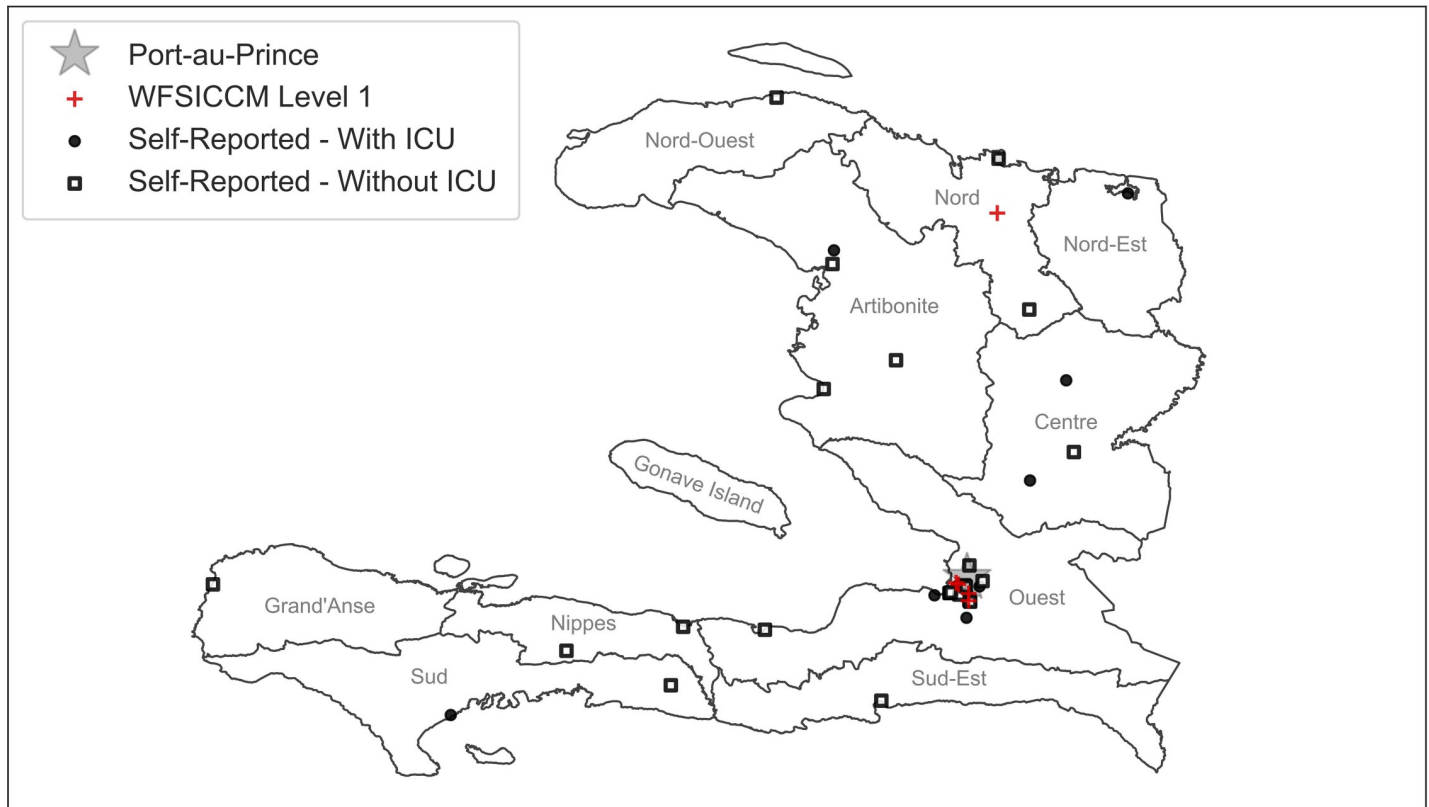 Port-au-Prince
WFSICCM Level 1
Self-Reported - With ICU
Self-Reported - Without ICU
Nord-Ouest
Nord
Nord-Est
Artibonite
Centre
Gonave Island
Grand'Anse
Nippes
Ouest
Sud
Sud-Est